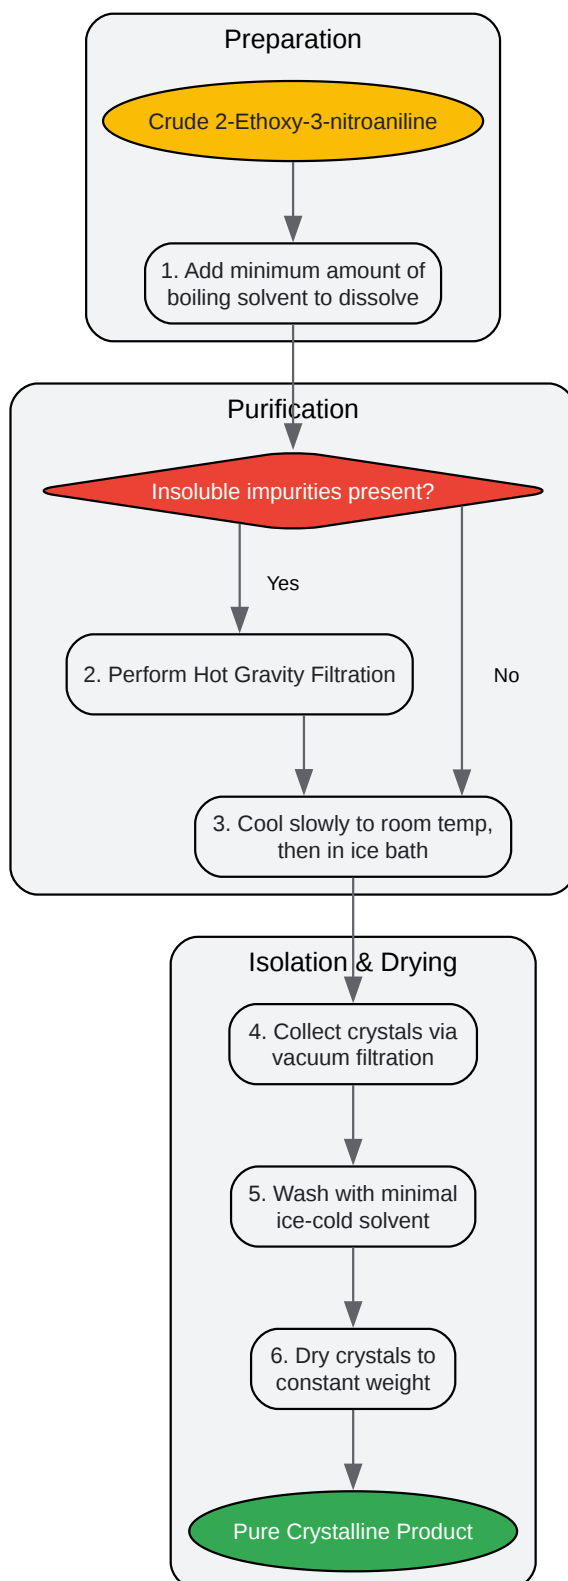 Preparation
Crude 2-Ethoxy-3-nitroaniline
1. Add minimum amount of
boiling solvent to dissolve
Purification
Insoluble impurities present?
Yes
2. Perform Hot Gravity Filtration
No
3. Cool slowly to room temp,
then in ice bath
Isolation & Drying
4. Collect crystals via
vacuum filtration
5. Wash with minimal
ice-cold solvent
6. Dry crystals to
constant weight
Pure Crystalline Product